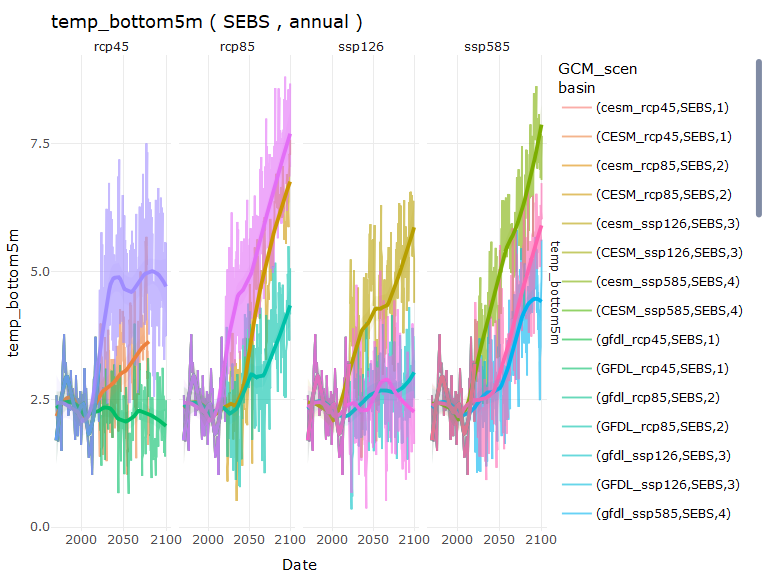 temp_bottom5m ( SEBS , annual )
rcp45
rcp85
ssp126
ssp585
GCM_scen
basin
(cesm_rcp45,SEBS,1)
(CESM_rcp45,SEBS,1)
(cesm_rcp85,SEBS,2)
(CESM_rcp85,SEBS,2)
(cesm_ssp126,SEBS,3)
(CESM_ssp126,SEBS,3)
(cesm_ssp585,SEBS,4)
(CESM_ssp585,SEBS,4)
(gfdl_rcp45,SEBS,1)
(GFDL_rcp45,SEBS,1)
(gfdl_rcp85,SEBS,2)
(GFDL_rcp85,SEBS,2)
(gfdl_ssp126,SEBS,3)
(GFDL_ssp126,SEBS,3)
(gfdl_ssp585,SEBS,4)
temp_bottom5m
7.5
5.0
2.5
0.0
temp_bottom5m
2000
2050
2100
2000
2050
2100
2000
2050
2100
2000
2050
2100
Date